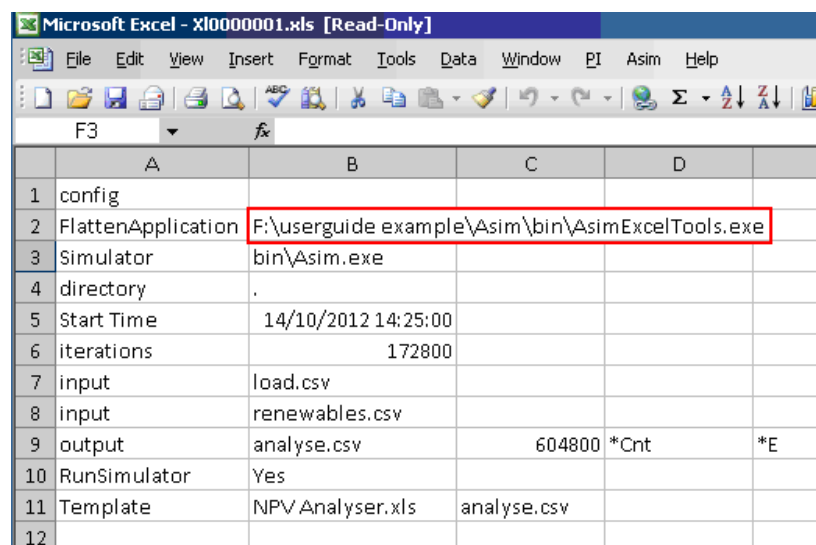 Microsoft Excel - Xl0000001.xls [Read-Only]
File Edit View Insert Format Tools Data Window PI Asim Help
F3 fx
A B C D
1 config
2 FlattenApplication F:\userguide example\Asim\bin\AsimExcelTools.exe
3 Simulator bin\Asim.exe
4 directory .
5 Start Time 14/10/2012 14:25:00
6 iterations 172800
7 input load.csv
8 input renewables.csv
9 output analyse.csv 604800 *Cnt *E
10 RunSimulator Yes
11 Template NPV Analyser.xls analyse.csv
12